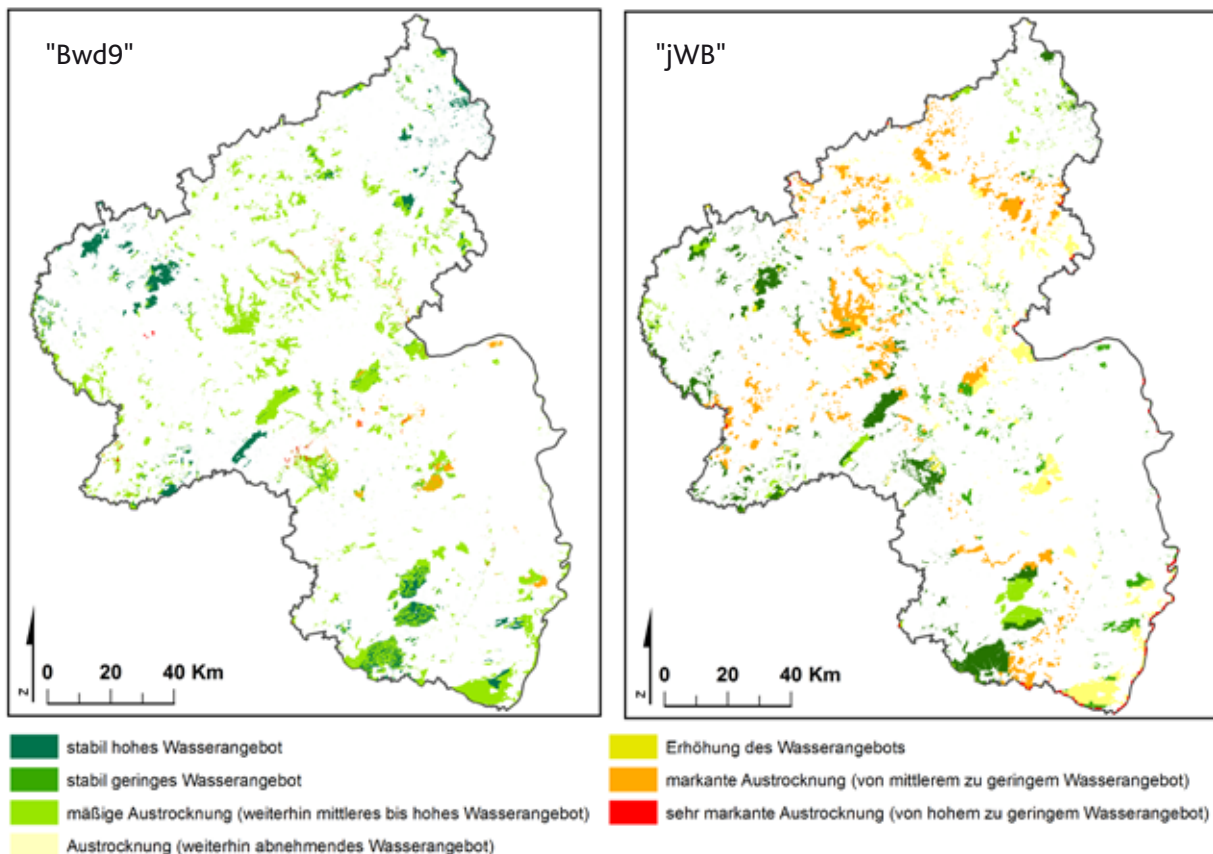 "Bwd9"
"jWB"
N
0 20 40 Km
N
0 20 40 Km
stabil hohes Wasserangebot
stabil geringes Wasserangebot
mäßige Austrocknung (weiterhin mittleres bis hohes Wasserangebot)
Austrocknung (weiterhin abnehmendes Wasserangebot)
Erhöhung des Wasserangebots
markante Austrocknung (von mittlerem zu geringem Wasserangebot)
sehr markante Austrocknung (von hohem zu geringem Wasserangebot)